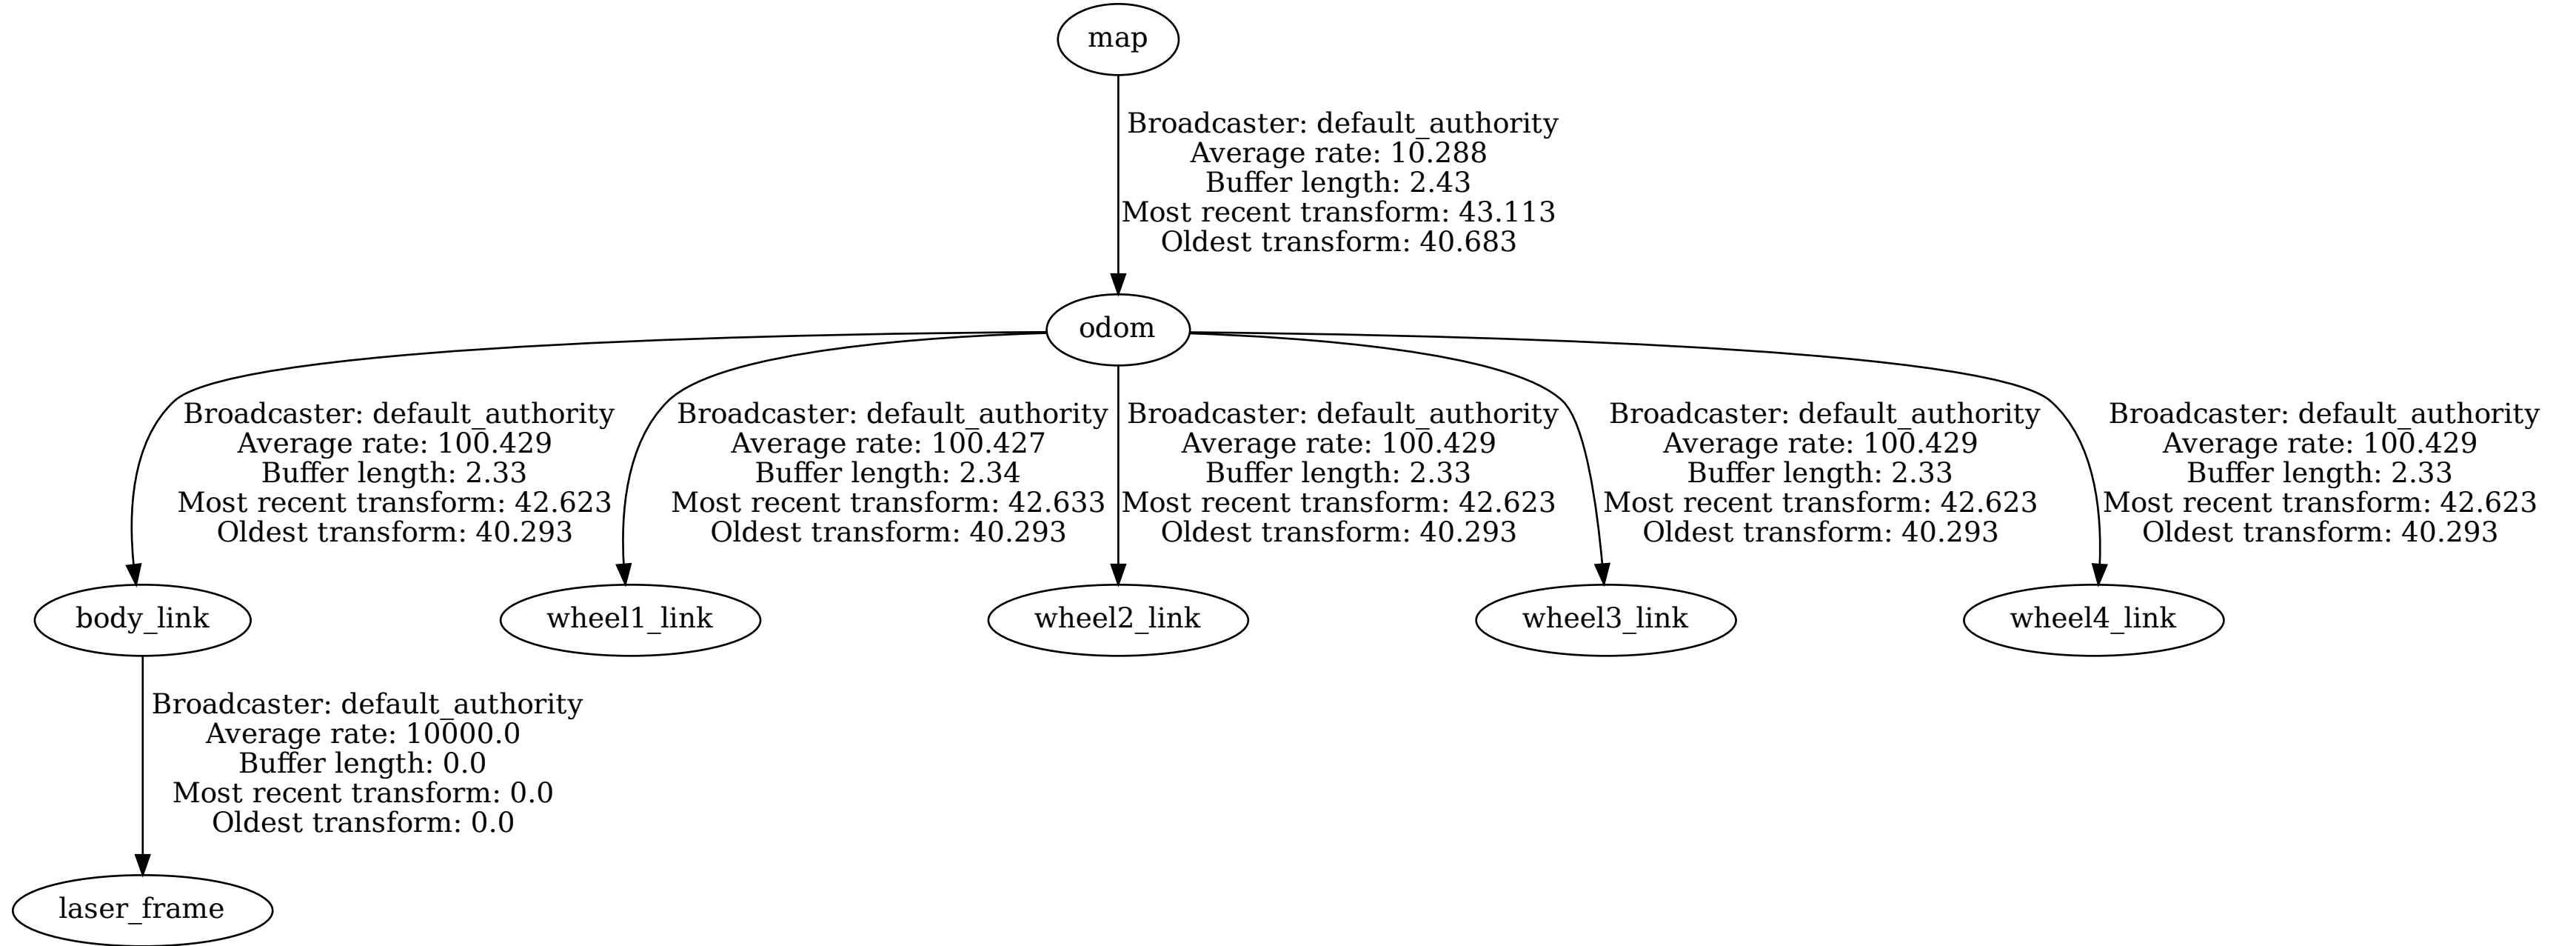 map
Broadcaster: default_authority
Average rate: 10.288
Buffer length: 2.43
Most recent transform: 43.113
Oldest transform: 40.683
odom
Broadcaster: default_authority
Average rate: 100.429
Buffer length: 2.33
Most recent transform: 42.623
Oldest transform: 40.293
Broadcaster: default_authority
Average rate: 100.427
Buffer length: 2.34
Most recent transform: 42.633
Oldest transform: 40.293
Broadcaster: default_authority
Average rate: 100.429
Buffer length: 2.33
Most recent transform: 42.623
Oldest transform: 40.293
Broadcaster: default_authority
Average rate: 100.429
Buffer length: 2.33
Most recent transform: 42.623
Oldest transform: 40.293
Broadcaster: default_authority
Average rate: 100.429
Buffer length: 2.33
Most recent transform: 42.623
Oldest transform: 40.293
body_link
wheel1_link
wheel2_link
wheel3_link
wheel4_link
Broadcaster: default_authority
Average rate: 10000.0
Buffer length: 0.0
Most recent transform: 0.0
Oldest transform: 0.0
laser_frame